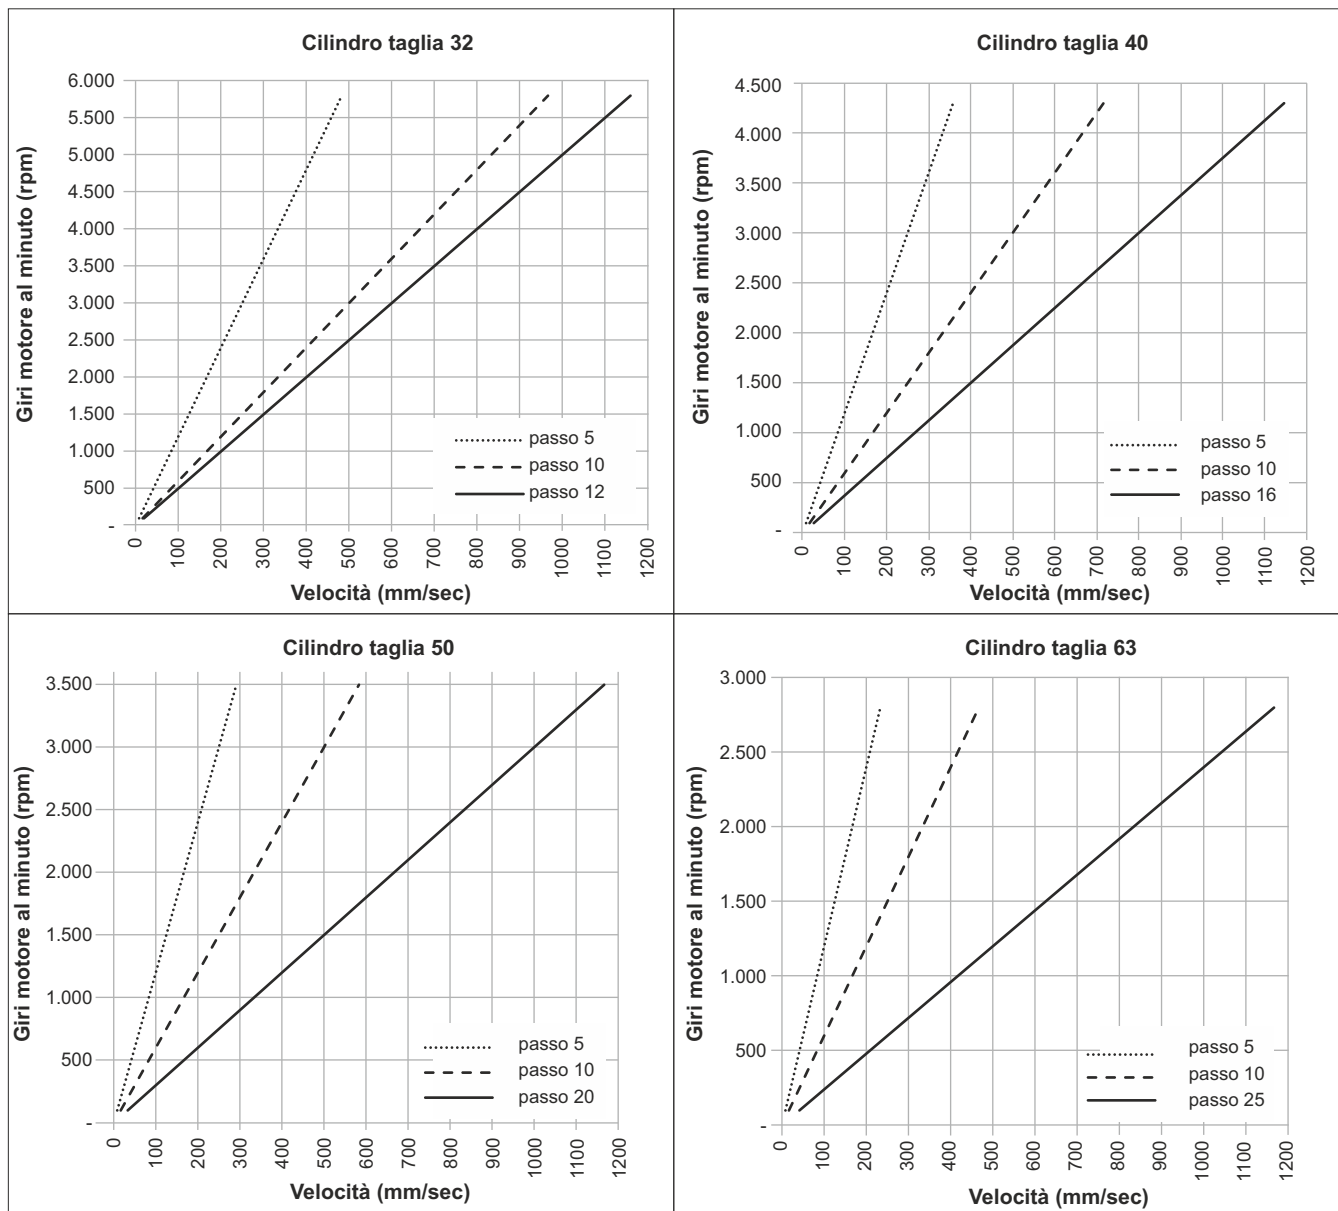 Cilindro taglia 32
Giri motore al minuto (rpm)
6.000
5.500
5.000
4.500
4.000
3.500
3.000
2.500
2.000
1.500
1.000
500
-
passo 5
passo 10
passo 12
0 100 200 300 400 500 600 700 800 900 1000 1100 1200
Velocità (mm/sec)
Cilindro taglia 40
Giri motore al minuto (rpm)
4.500
4.000
3.500
3.000
2.500
2.000
1.500
1.000
500
-
passo 5
passo 10
passo 16
0 100 200 300 400 500 600 700 800 900 1000 1100 1200
Velocità (mm/sec)
Cilindro taglia 50
Giri motore al minuto (rpm)
3.500
3.000
2.500
2.000
1.500
1.000
500
-
passo 5
passo 10
passo 20
0 100 200 300 400 500 600 700 800 900 1000 1100 1200
Velocità (mm/sec)
Cilindro taglia 63
Giri motore al minuto (rpm)
3.000
2.500
2.000
1.500
1.000
500
-
passo 5
passo 10
passo 25
0 100 200 300 400 500 600 700 800 900 1000 1100 1200
Velocità (mm/sec)